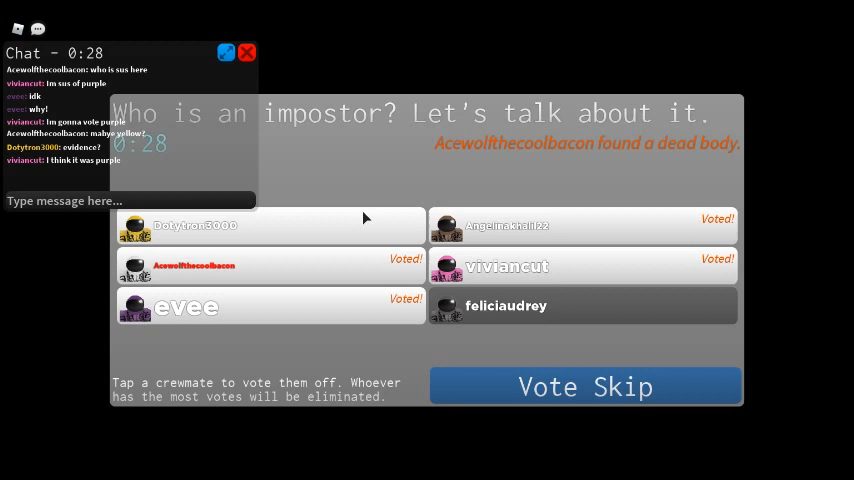 Chat - 0:28
Acewolfthecoolbacon: who is sus here
viviancut: Im sus of purple
evee: idk
evee: why!
viviancut: Im gonna vote purple
Acewolfthecoolbacon: mabye yellow?
Dotytron3000: evidence?
viviancut: I think it was purple
Type message here...
Who is an impostor? Let's talk about it.
0:28
Acewolfthecoolbacon found a dead body.
Dotytron3000
Angelinakhalil22
Voted!
Acewolfthecoolbacon
Voted!
viviancut
Voted!
evee
Voted!
feliciaudrey
Tap a crewmate to vote them off. Whoever
has the most votes will be eliminated.
Vote Skip